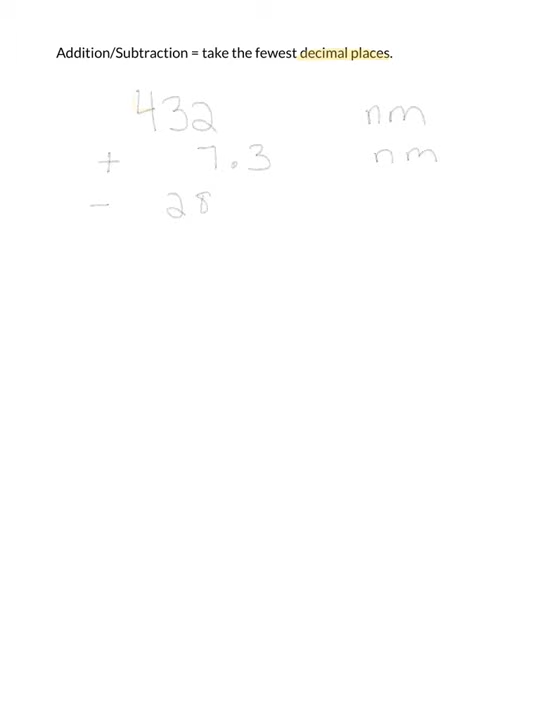 Addition/Subtraction = take the fewest decimal places.
432 nm
+ 7.3 nm
- 28